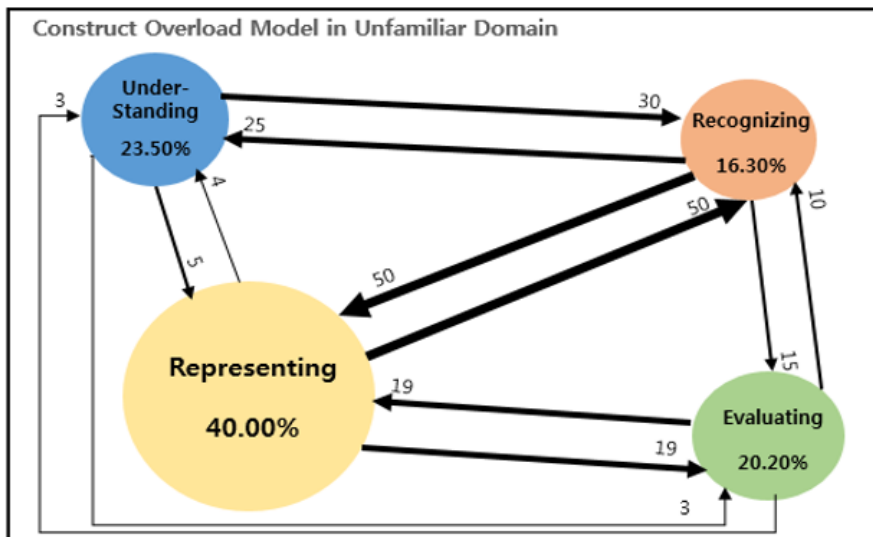 Construct Overload Model in Unfamiliar Domain
Under-
Standing
23.50%
3
30
25
Recognizing
16.30%
4
5
50
50
10
15
Representing
40.00%
19
19
Evaluating
20.20%
3